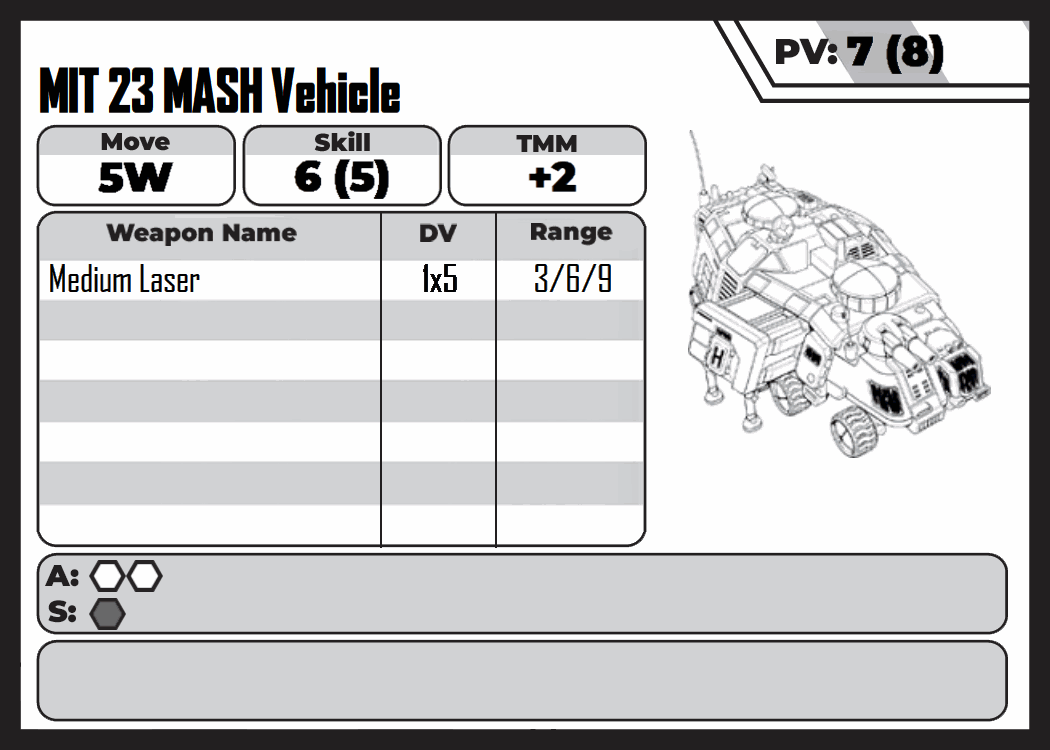 PV: 7 (8)
MIT 23 MASH Vehicle
Move Skill TMM
5W 6 (5) +2
Weapon Name DV Range
Medium Laser 1x5 3/6/9
H
A:
S: